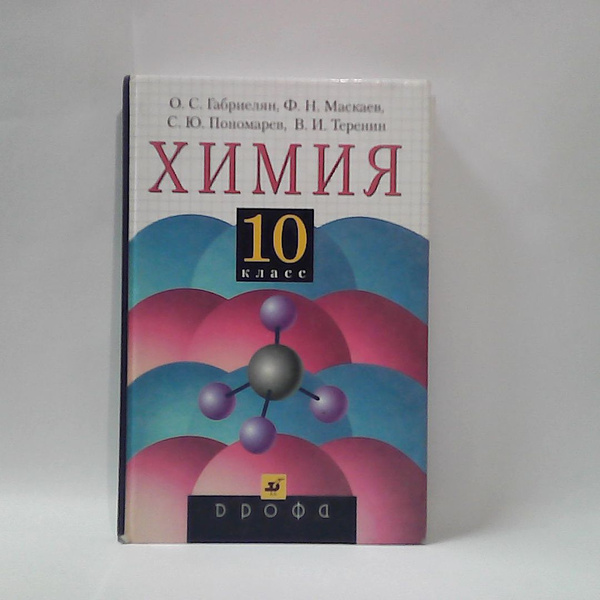 О. С. Габриелян, Ф. Н. Маскаев,
С. Ю. Пономарев, В. И. Теренин
ХИМИЯ
10
класс
дрофа